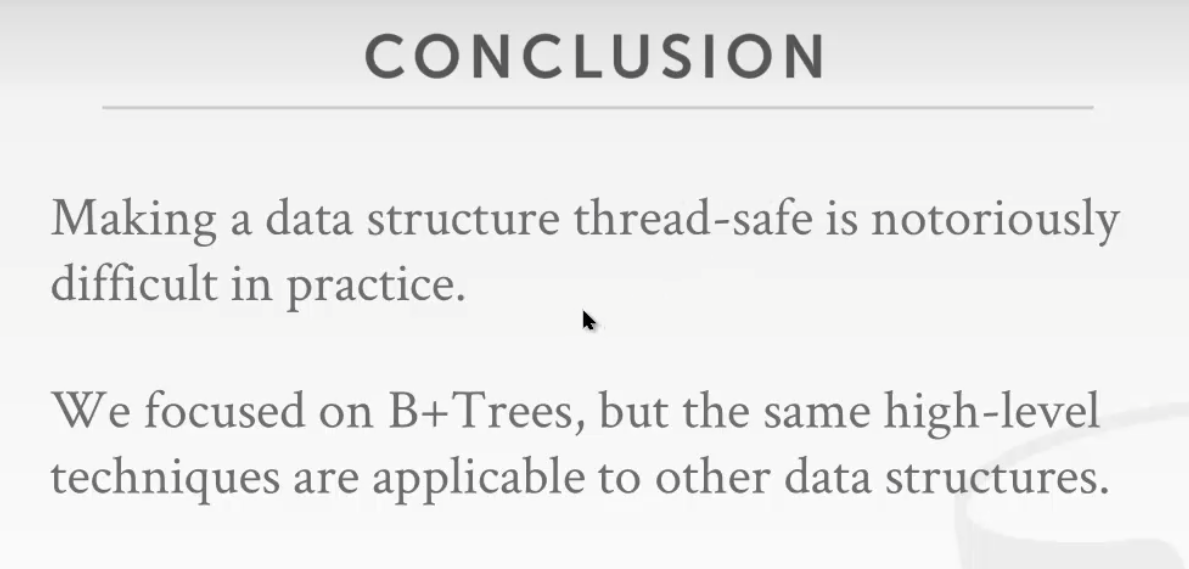 CONCLUSION
Making a data structure thread-safe is notoriously
difficult in practice.
We focused on B+Trees, but the same high-level
techniques are applicable to other data structures.